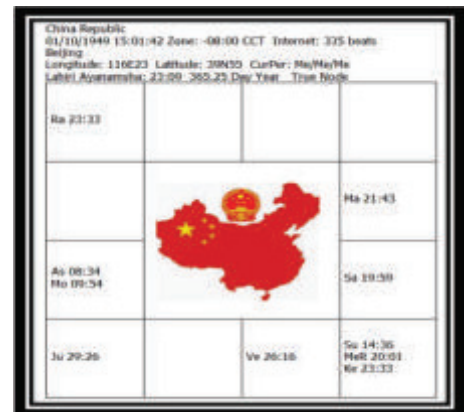 China Republic
01/10/1949 15:01:42 Zone: -08:00 CCT Internet: 335 beats
Beijing
Longitude: 116E23 Latitude: 39N55 CurPer: Me/Me/Me
Lahiri Ayanamsha: 23:09 365.25 Day Year True Node
Ra 23:33
Ma 21:43
As 08:34
Mo 09:54
Sa 19:59
Ju 29:26
Ve 26:16
Su 14:36
MeR 20:01
Ke 23:33